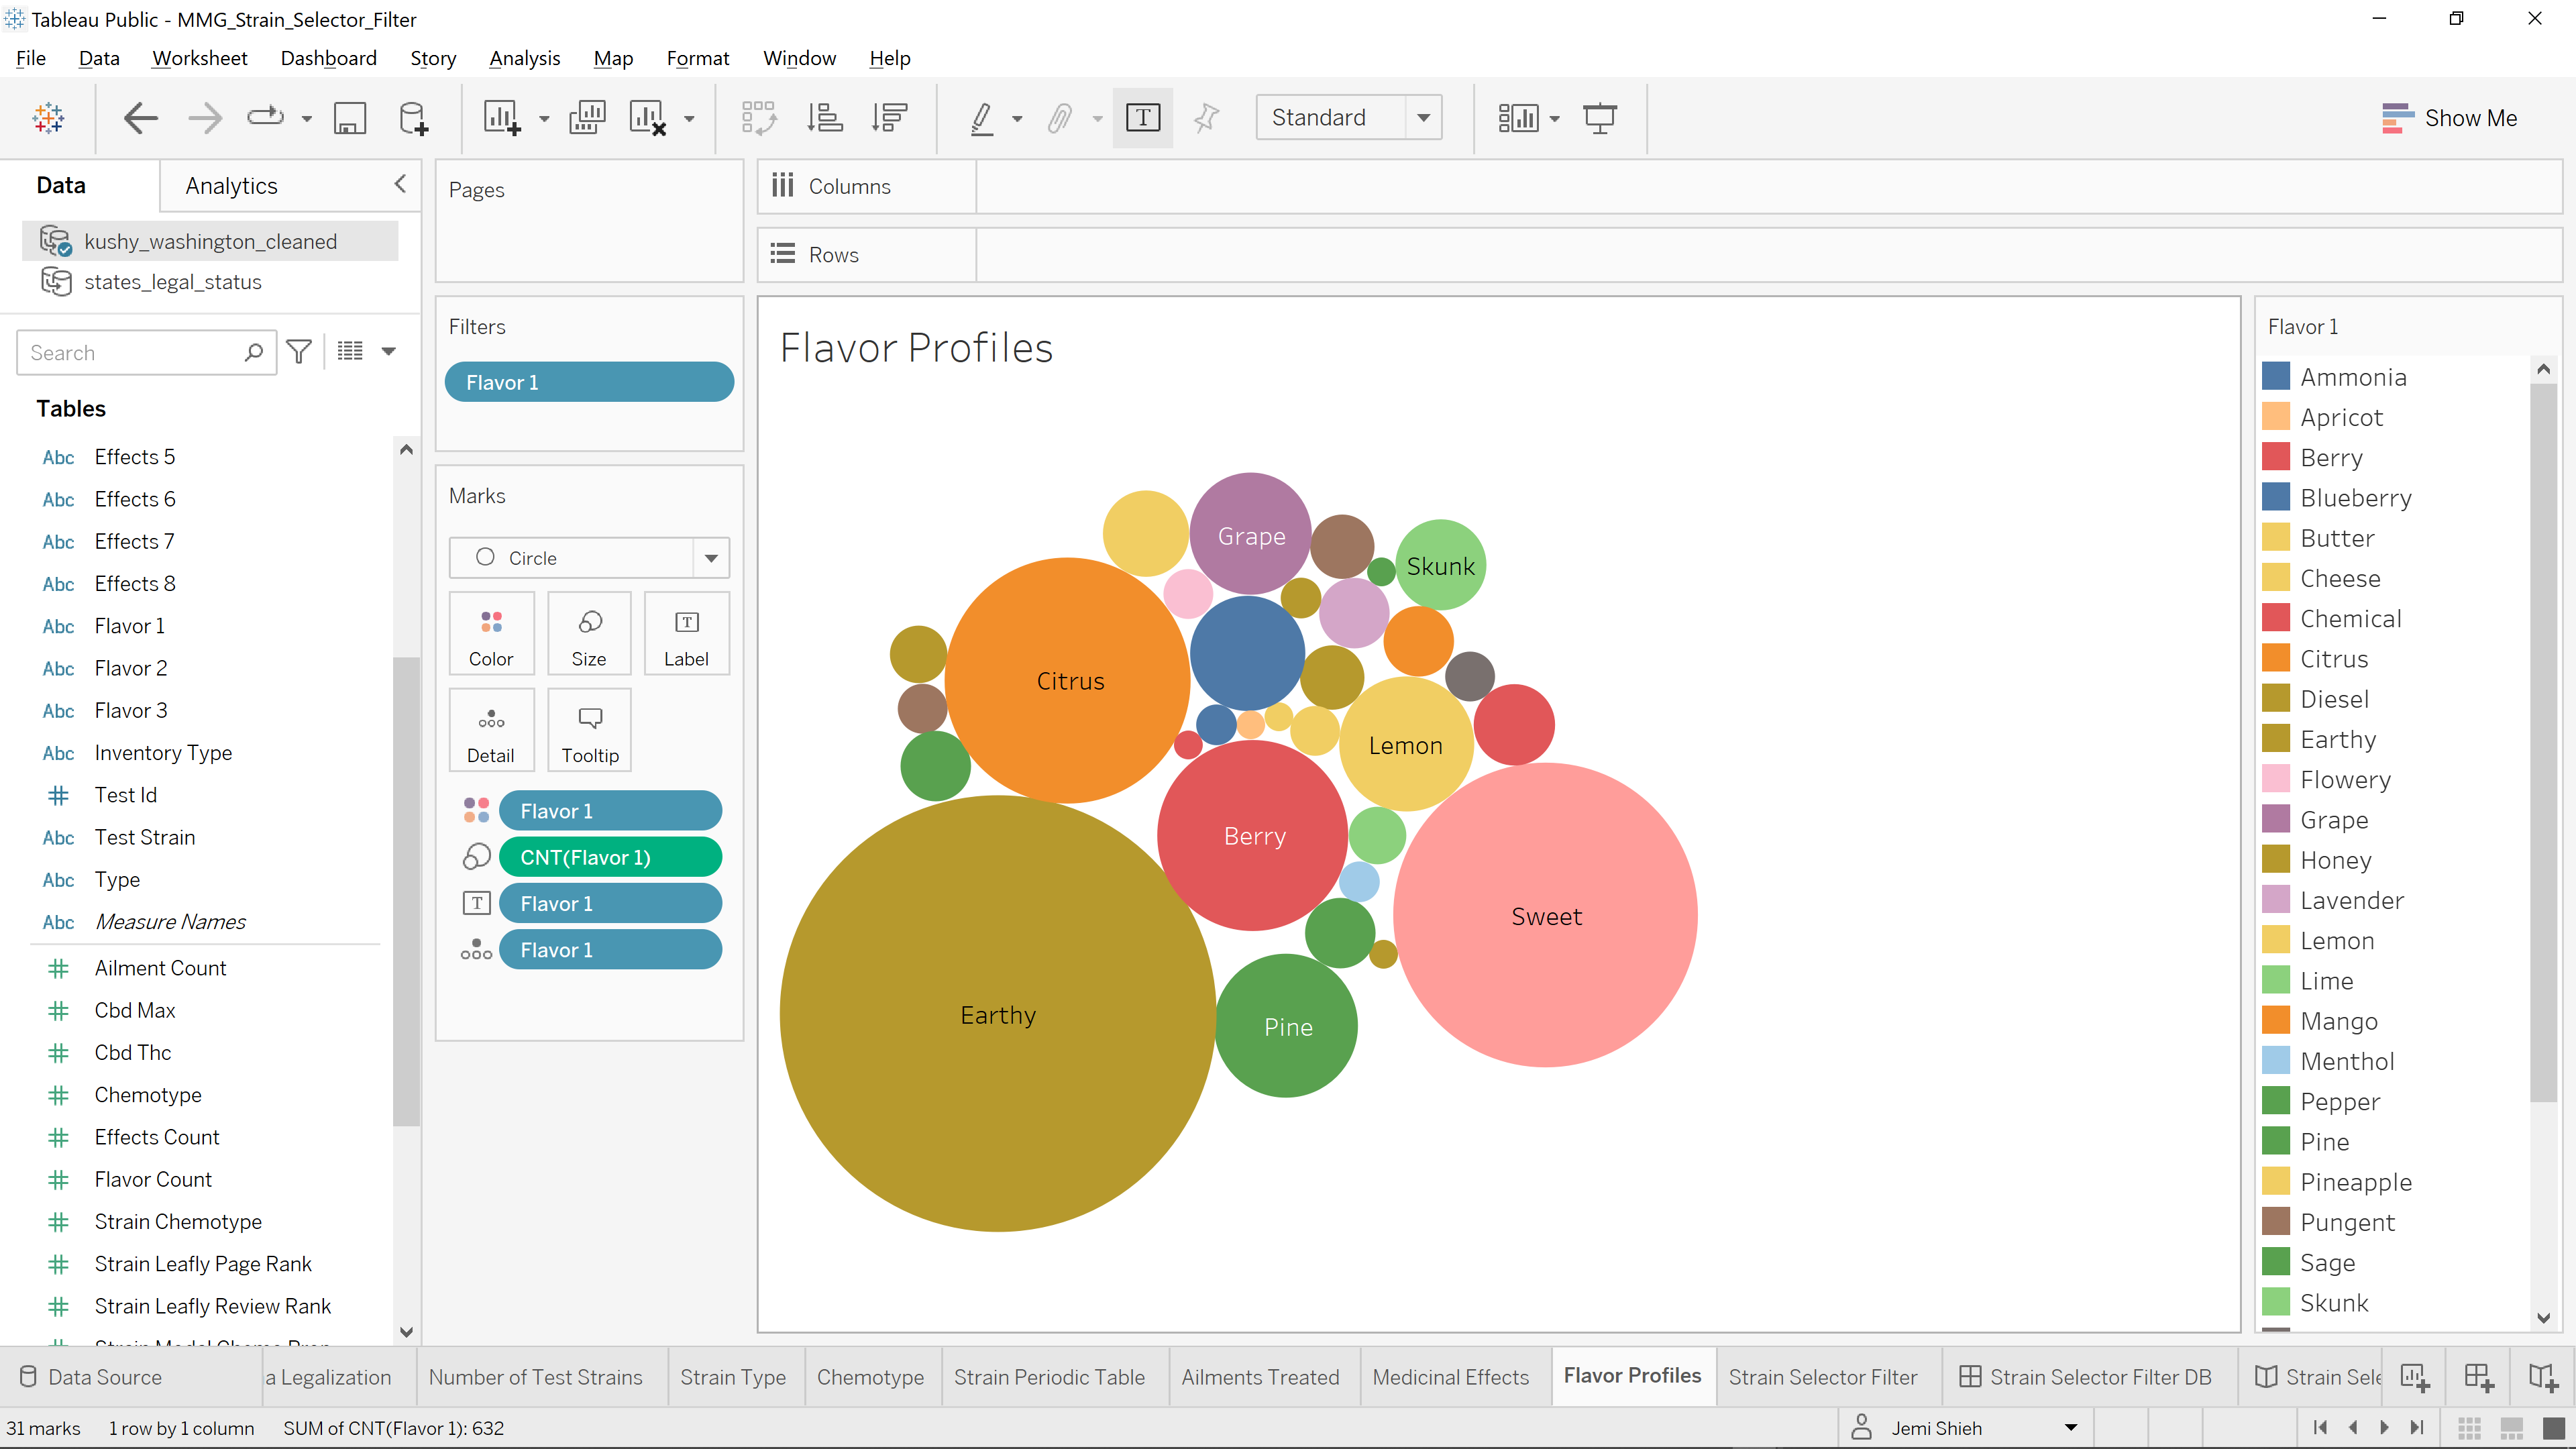 Tableau Public - MMG_Strain_Selector_Filter
File Data Worksheet Dashboard Story Analysis Map Format Window Help
T Standard Show Me
Data Analytics
kushy_washington_cleaned
states_legal_status
Search
Tables
Abc Effects 5
Abc Effects 6
Abc Effects 7
Abc Effects 8
Abc Flavor 1
Abc Flavor 2
Abc Flavor 3
Abc Inventory Type
# Test Id
Abc Test Strain
Abc Type
Abc Measure Names
# Ailment Count
# Cbd Max
# Cbd Thc
# Chemotype
# Effects Count
# Flavor Count
# Strain Chemotype
# Strain Leafly Page Rank
# Strain Leafly Review Rank
Pages
Filters
Flavor 1
Marks
Circle
Color Size T Label
Detail Tooltip
Flavor 1
CNT(Flavor 1)
T Flavor 1
Flavor 1
Columns
Rows
Flavor Profiles
Grape
Skunk
Citrus
Lemon
Berry
Sweet
Earthy
Pine
Flavor 1
Ammonia
Apricot
Berry
Blueberry
Butter
Cheese
Chemical
Citrus
Diesel
Earthy
Flowery
Grape
Honey
Lavender
Lemon
Lime
Mango
Menthol
Pepper
Pine
Pineapple
Pungent
Sage
Skunk
Data Source a Legalization Number of Test Strains Strain Type Chemotype Strain Periodic Table Ailments Treated Medicinal Effects Flavor Profiles Strain Selector Filter Strain Selector Filter DB Strain Sele
31 marks 1 row by 1 column SUM of CNT(Flavor 1): 632 Jemi Shieh